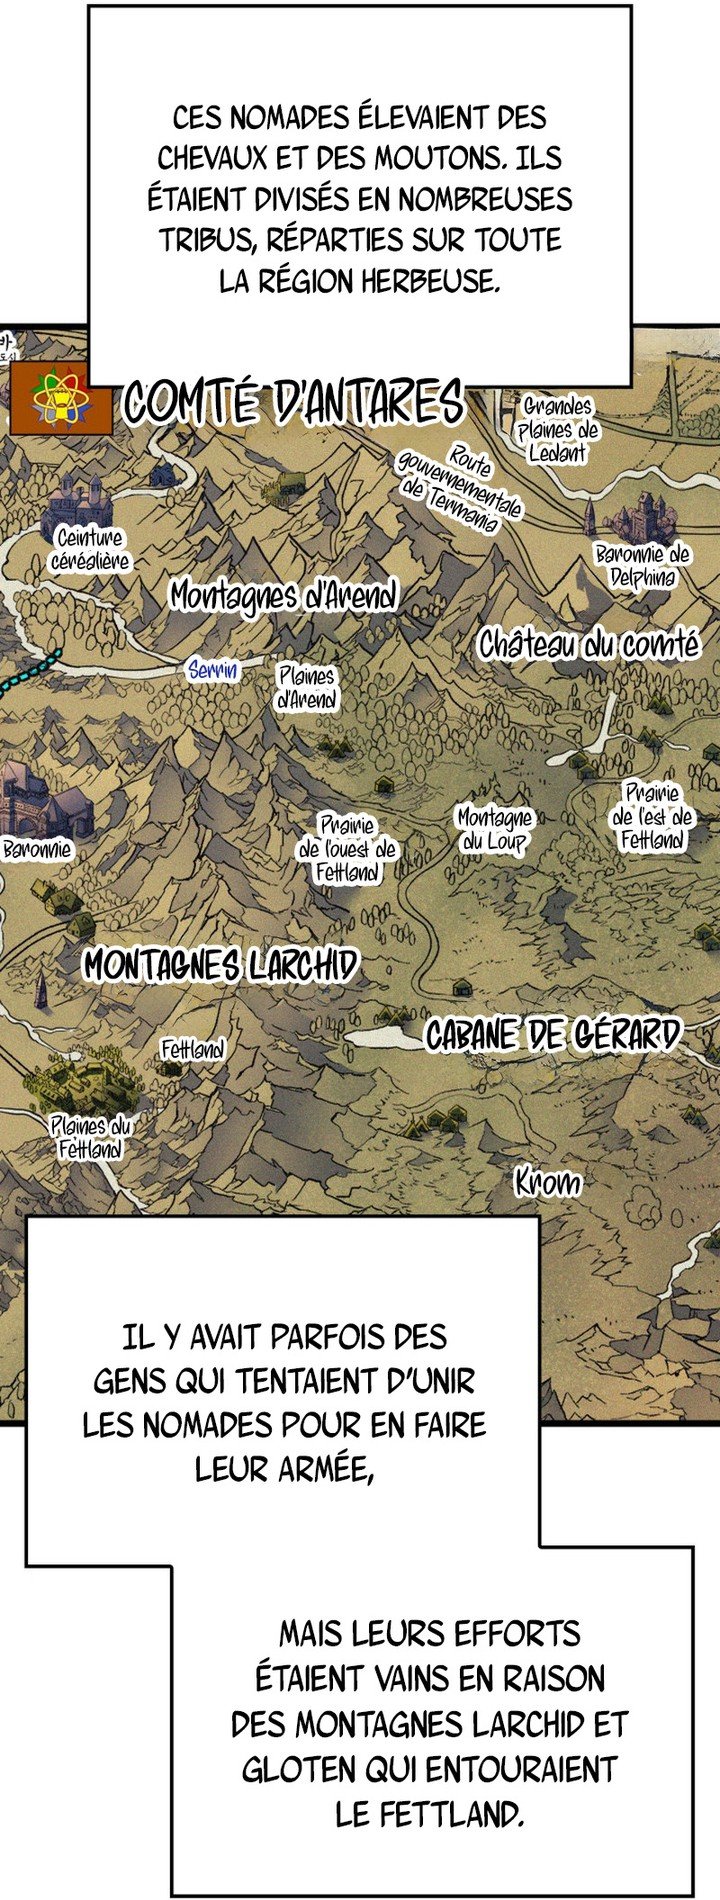 CES NOMADES ÉLEVAIENT DES
CHEVAUX ET DES MOUTONS. ILS
ÉTAIENT DIVISÉS EN NOMBREUSES
TRIBUS, RÉPARTIES SUR TOUTE
LA RÉGION HERBEUSE.
COMTÉ D'ANTARES
Grandes
Plaines de
Ledant
Route
gouvernementale
de Termania
Ceinture
céréalière
Baronnie de
Delphina
Montagnes d'Arend
Château du comté
Serrin
Plaines
d'Arend
Prairie
de l'est de
Fettland
Montagne
du Loup
Prairie
de l'ouest de
Fettland
Baronnie
MONTAGNES LARCHID
CABANE DE GÉRARD
Fettland
Plaines du
Fettland
Krom
IL Y AVAIT PARFOIS DES
GENS QUI TENTAIENT D'UNIR
LES NOMADES POUR EN FAIRE
LEUR ARMÉE,
MAIS LEURS EFFORTS
ÉTAIENT VAINS EN RAISON
DES MONTAGNES LARCHID ET
GLOTEN QUI ENTOURAIENT
LE FETTLAND.